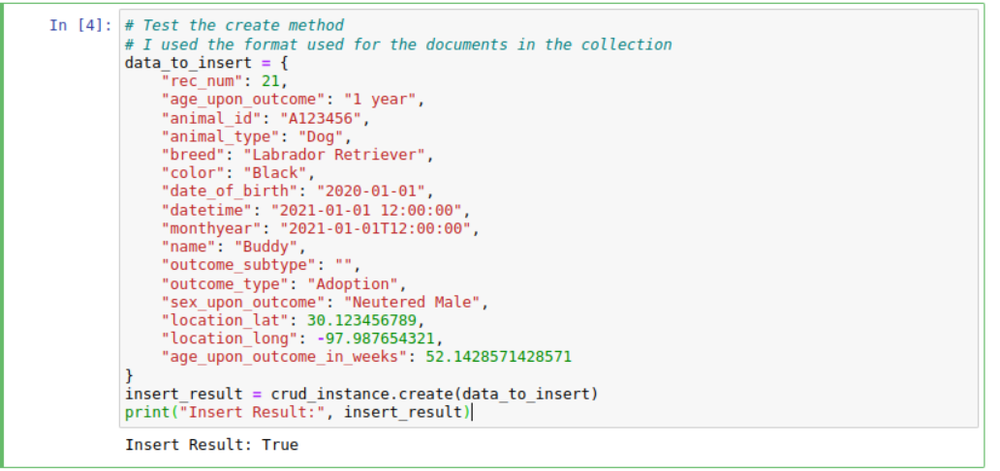 In [4]: # Test the create method
# I used the format used for the documents in the collection
data_to_insert = {
    "rec_num": 21,
    "age_upon_outcome": "1 year",
    "animal_id": "A123456",
    "animal_type": "Dog",
    "breed": "Labrador Retriever",
    "color": "Black",
    "date_of_birth": "2020-01-01",
    "datetime": "2021-01-01 12:00:00",
    "monthyear": "2021-01-01T12:00:00",
    "name": "Buddy",
    "outcome_subtype": "",
    "outcome_type": "Adoption",
    "sex_upon_outcome": "Neutered Male",
    "location_lat": 30.123456789,
    "location_long": -97.987654321,
    "age_upon_outcome_in_weeks": 52.1428571428571
}
insert_result = crud_instance.create(data_to_insert)
print("Insert Result:", insert_result)
Insert Result: True